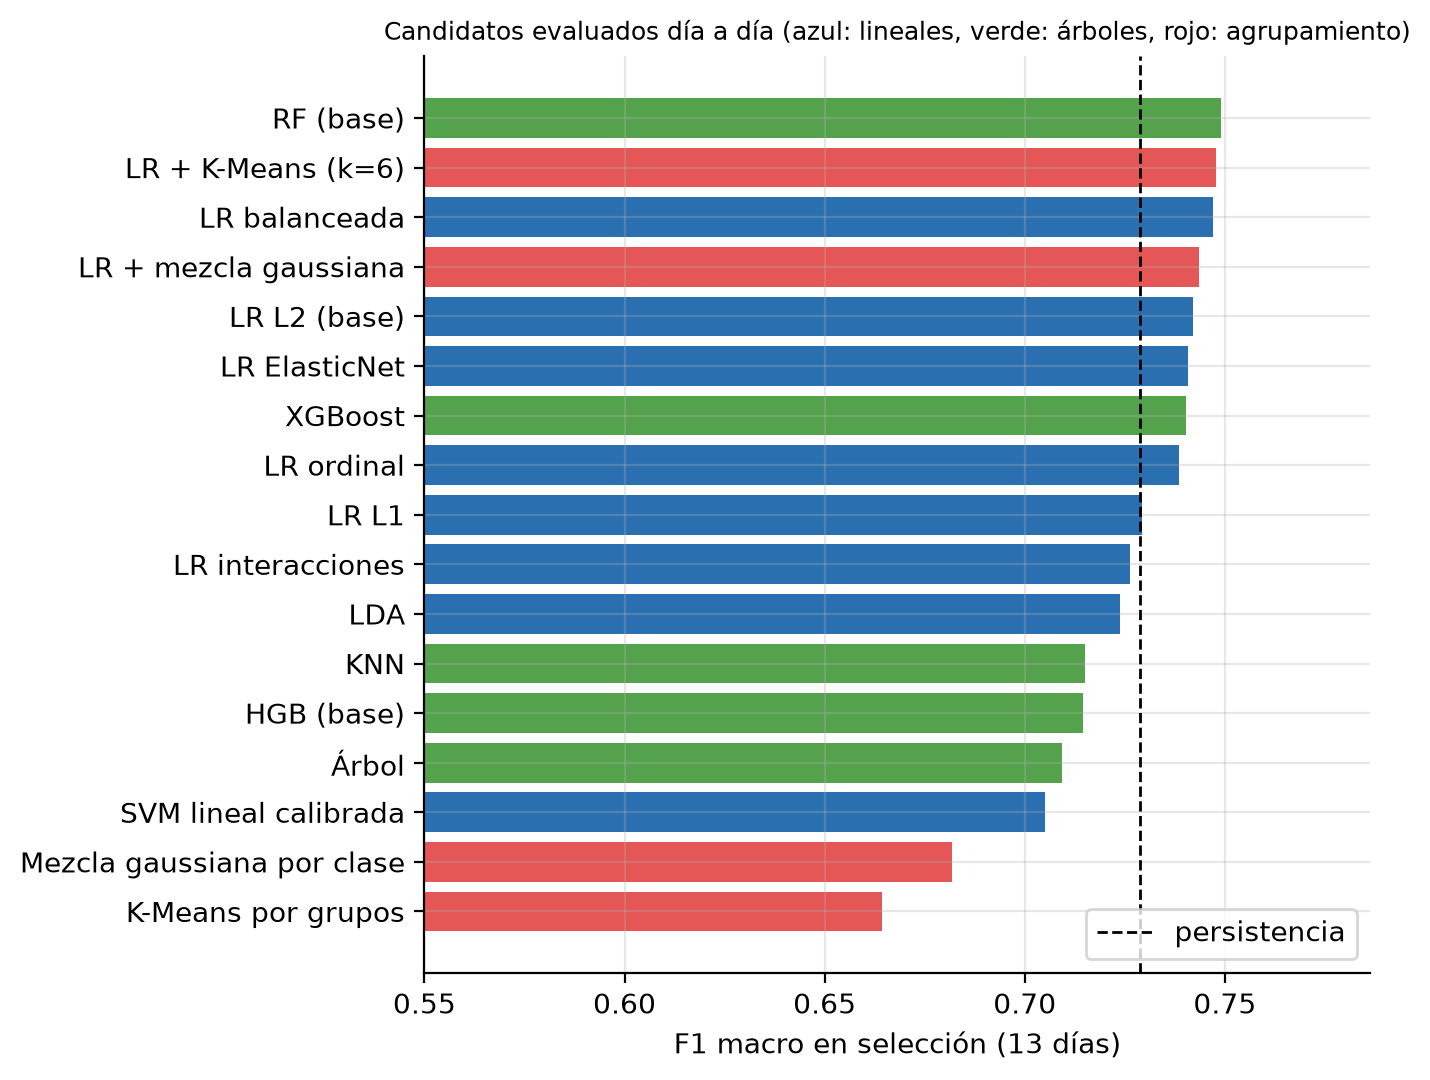 Candidatos evaluados día a día (azul: lineales, verde: árboles, rojo: agrupamiento)
RF (base)
LR + K-Means (k=6)
LR balanceada
LR + mezcla gaussiana
LR L2 (base)
LR ElasticNet
XGBoost
LR ordinal
LR L1
LR interacciones
LDA
KNN
HGB (base)
Árbol
SVM lineal calibrada
Mezcla gaussiana por clase
K-Means por grupos
persistencia
0.55 0.60 0.65 0.70 0.75
F1 macro en selección (13 días)